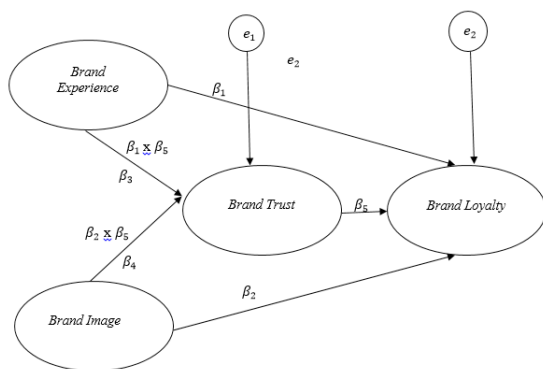 e₁
e₂
e₂
Brand
Experience
β₁
β₁ x β₅
β₃
Brand Trust
β₅
Brand Loyalty
β₂ x β₅
β₄
β₂
Brand Image